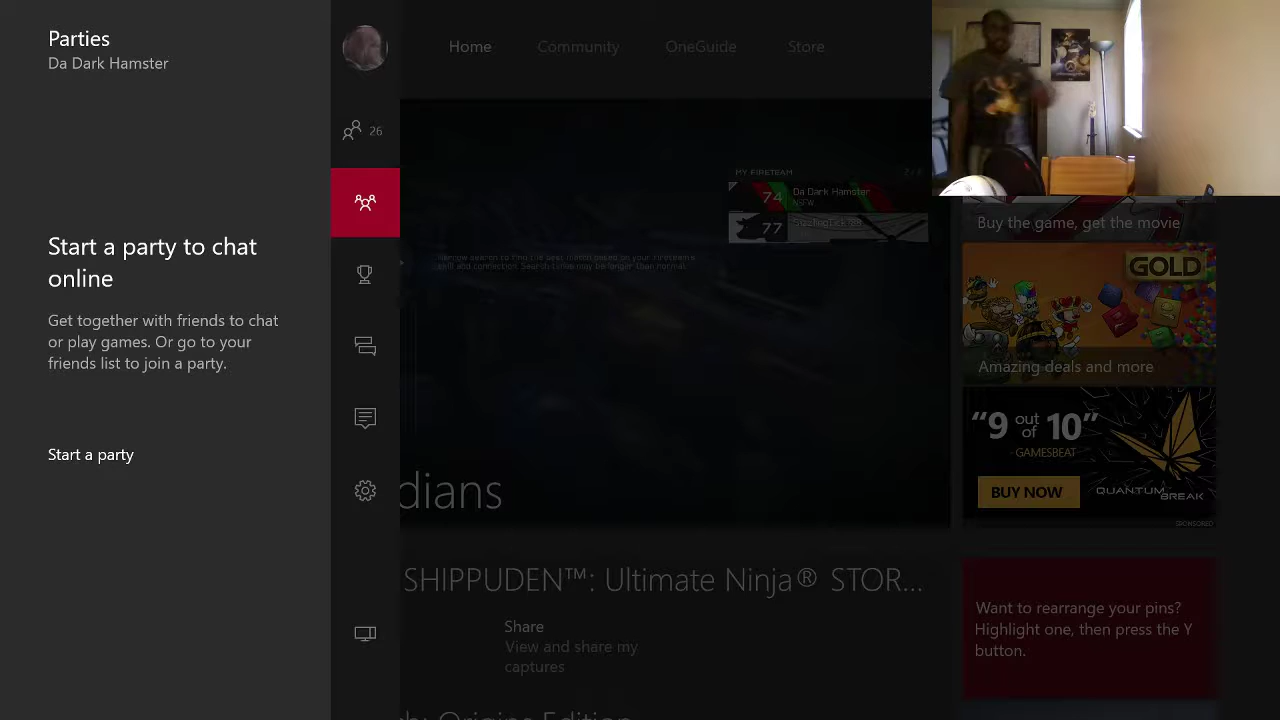 Parties
Da Dark Hamster
Start a party to chat
online
Get together with friends to chat
or play games. Or go to your
friends list to join a party.
Start a party
26
Home
Community
OneGuide
Store
MY FIRETEAM
74
Da Dark Hamster
NSFW
77
dians
SHIPPUDEN™: Ultimate Ninja® STOR...
Share
View and share my
captures
Origins Edition
Buy the game, get the movie
GOLD
Amazing deals and more
“9 out of 10”
-GAMESBEAT
BUY NOW
QUANTUM BREAK
SPONSORED
Want to rearrange your pins?
Highlight one, then press the Y
button.